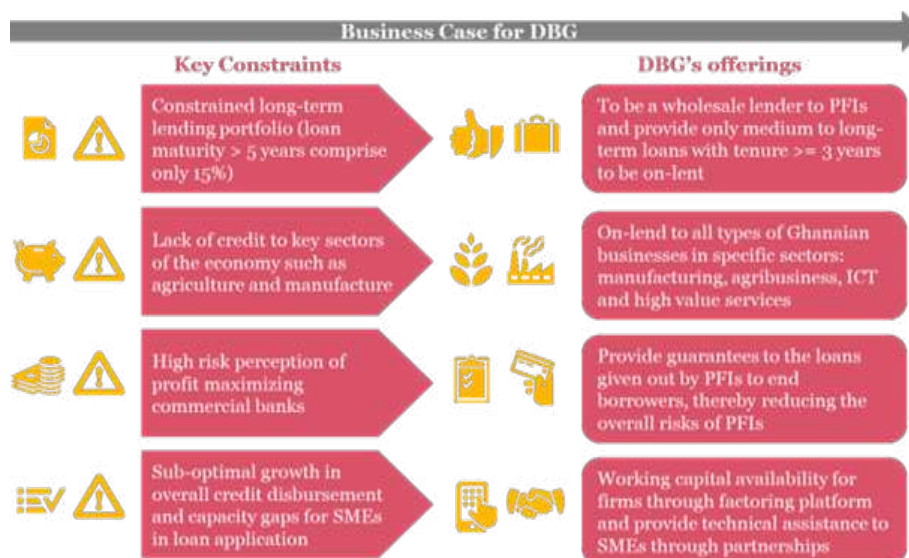 Business Case for DBG
Key Constraints
DBG's offerings
Constrained long-term
lending portfolio (loan
maturity > 5 years comprise
only 15%)
To be a wholesale lender to PFIs
and provide only medium to long-
term loans with tenure >= 3 years
to be on-lent
Lack of credit to key sectors
of the economy such as
agriculture and manufacture
On-lend to all types of Ghanaian
businesses in specific sectors:
manufacturing, agribusiness, ICT
and high value services
High risk perception of
profit maximizing
commercial banks
Provide guarantees to the loans
given out by PFIs to end
borrowers, thereby reducing the
overall risks of PFIs
Sub-optimal growth in
overall credit disbursement
and capacity gaps for SMEs
in loan application
Working capital availability for
firms through factoring platform
and provide technical assistance to
SMEs through partnerships